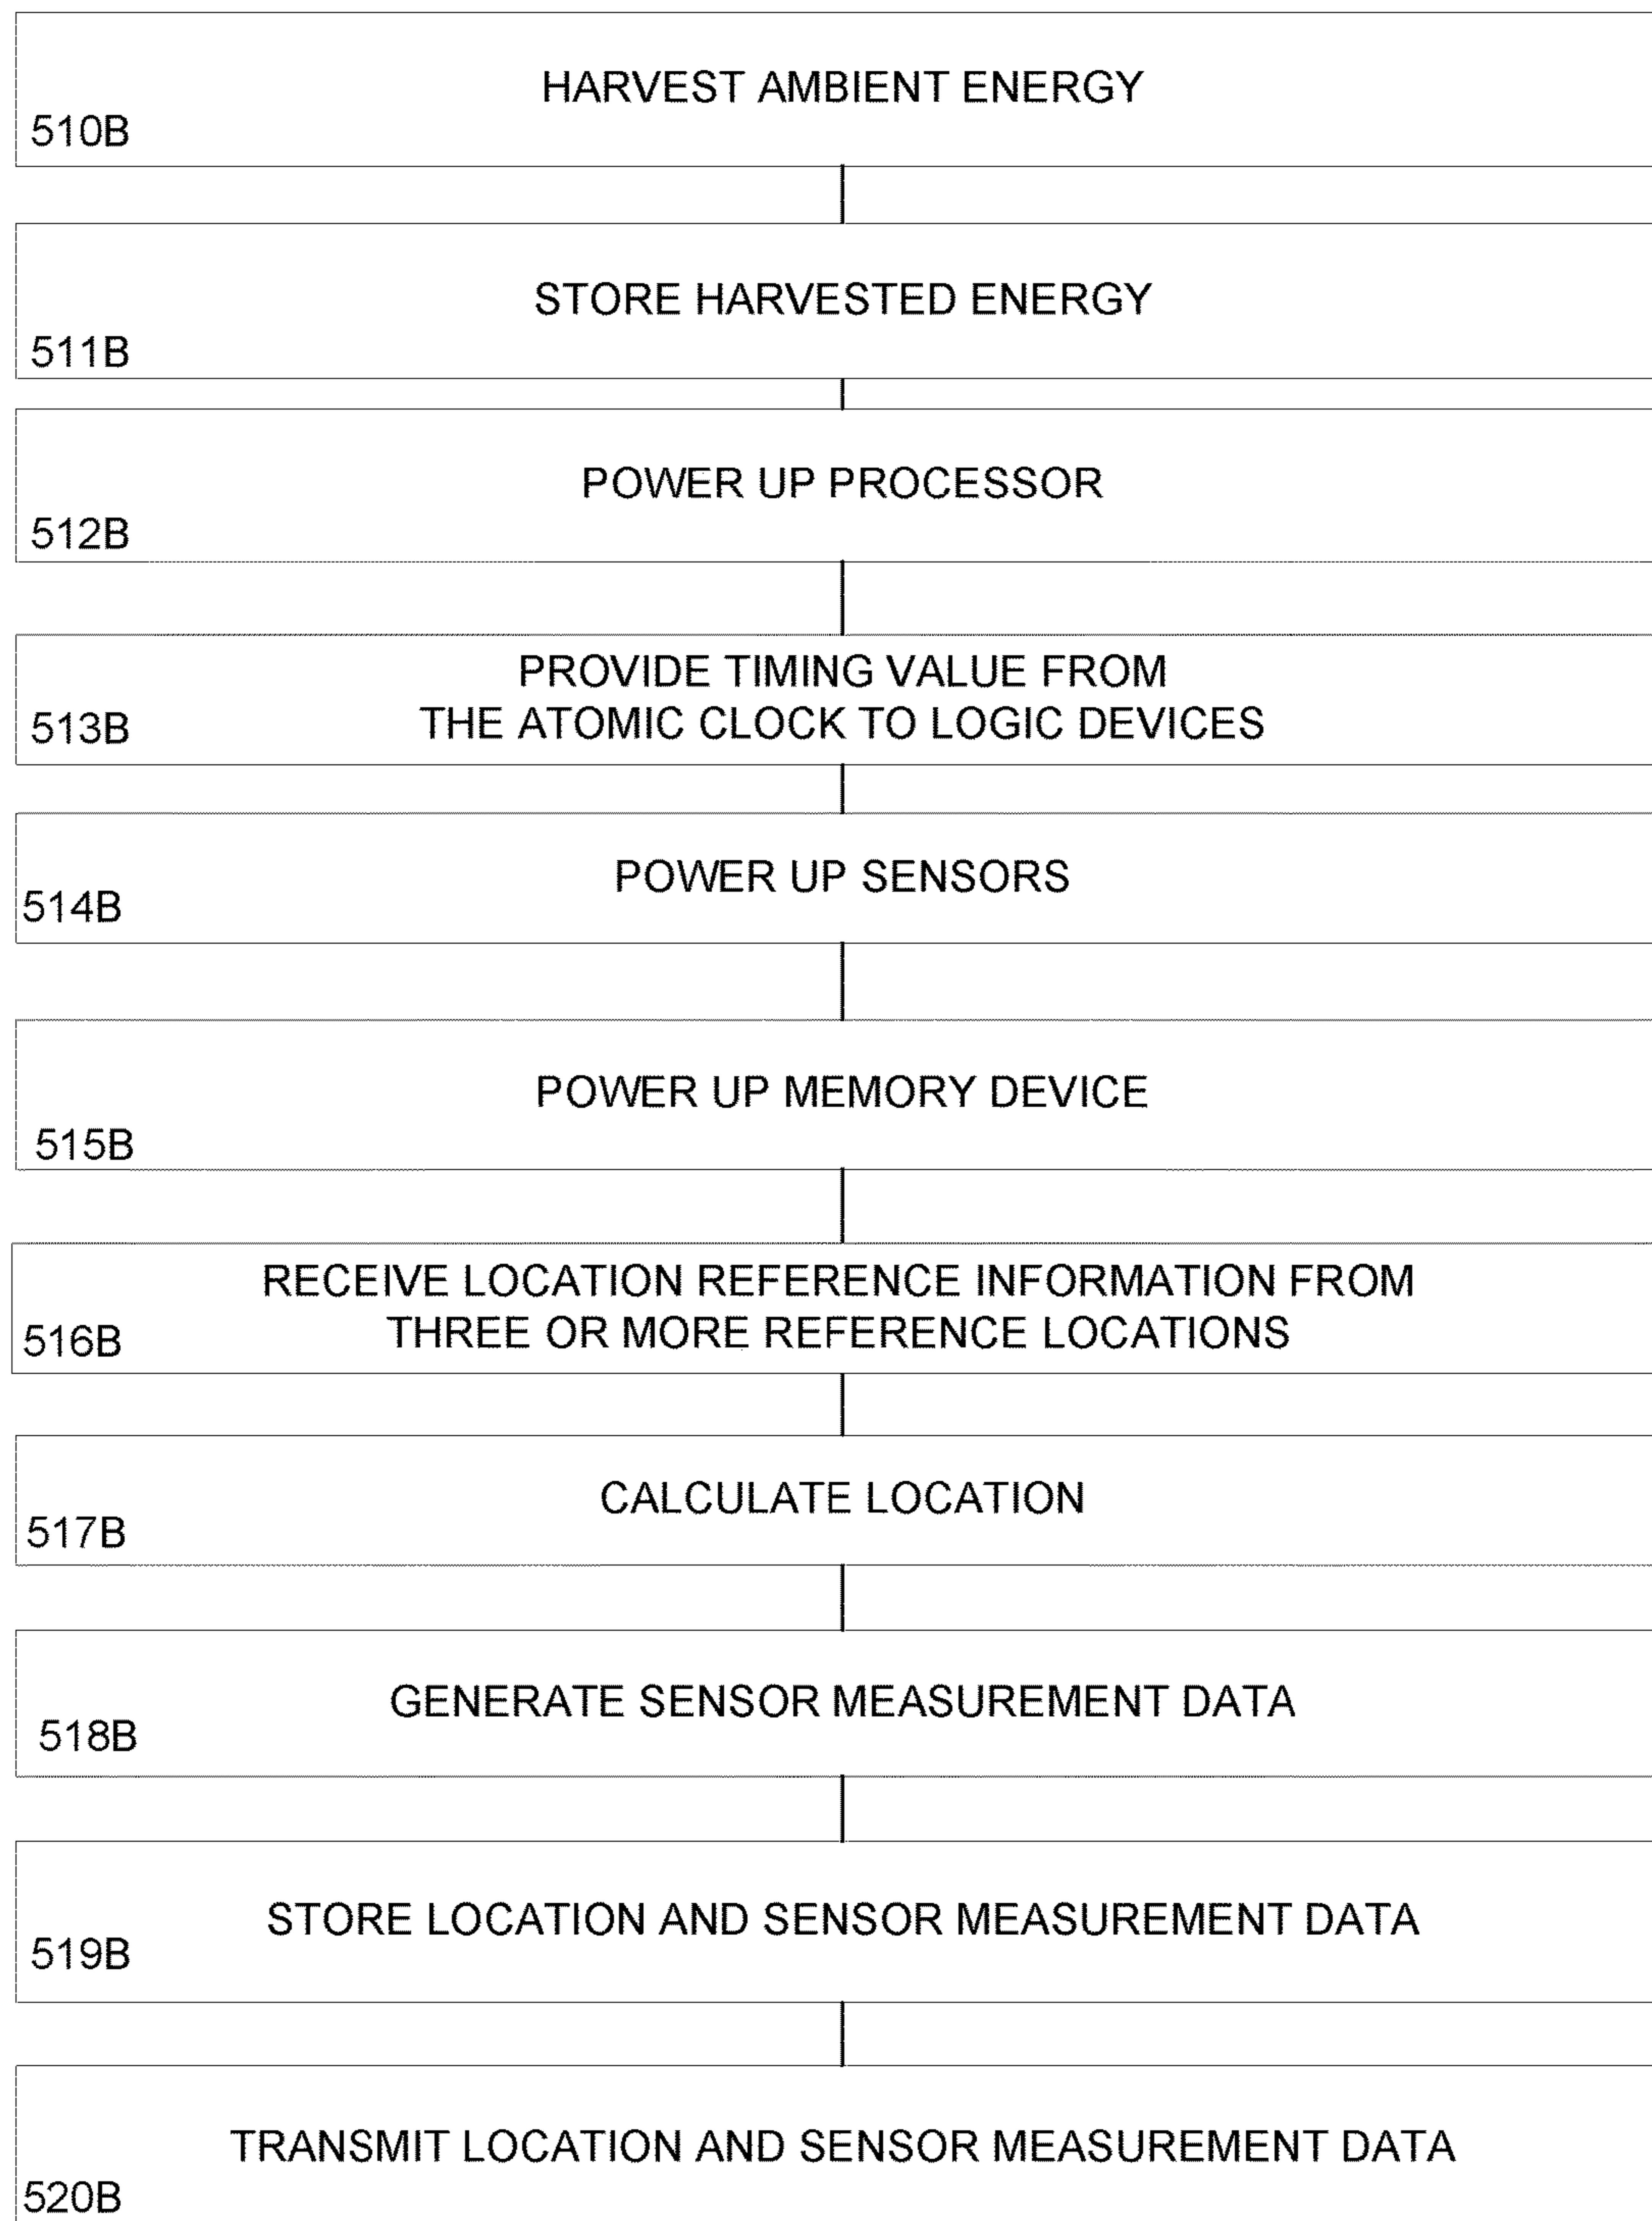 HARVEST AMBIENT ENERGY
510B
STORE HARVESTED ENERGY
511B
POWER UP PROCESSOR
512B
PROVIDE TIMING VALUE FROM
THE ATOMIC CLOCK TO LOGIC DEVICES
513B
POWER UP SENSORS
514B
POWER UP MEMORY DEVICE
515B
RECEIVE LOCATION REFERENCE INFORMATION FROM
THREE OR MORE REFERENCE LOCATIONS
516B
CALCULATE LOCATION
517B
GENERATE SENSOR MEASUREMENT DATA
518B
STORE LOCATION AND SENSOR MEASUREMENT DATA
519B
TRANSMIT LOCATION AND SENSOR MEASUREMENT DATA
520B